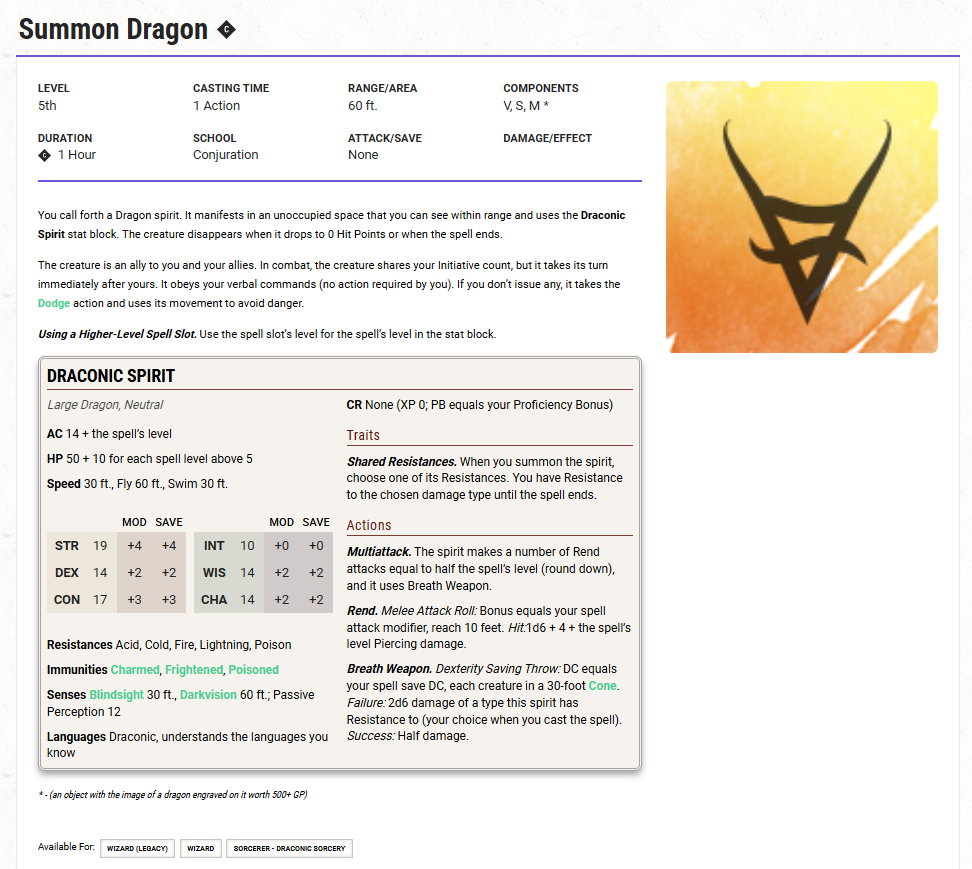 Summon Dragon C
LEVEL
5th
CASTING TIME
1 Action
RANGE/AREA
60 ft.
COMPONENTS
V, S, M *
DURATION
C 1 Hour
SCHOOL
Conjuration
ATTACK/SAVE
None
DAMAGE/EFFECT
You call forth a Dragon spirit. It manifests in an unoccupied space that you can see within range and uses the Draconic
Spirit stat block. The creature disappears when it drops to 0 Hit Points or when the spell ends.
The creature is an ally to you and your allies. In combat, the creature shares your Initiative count, but it takes its turn
immediately after yours. It obeys your verbal commands (no action required by you). If you don't issue any, it takes the
Dodge action and uses its movement to avoid danger.
Using a Higher-Level Spell Slot. Use the spell slot's level for the spell's level in the stat block.
DRACONIC SPIRIT
Large Dragon, Neutral
AC 14 + the spell's level
HP 50 + 10 for each spell level above 5
Speed 30 ft., Fly 60 ft., Swim 30 ft.
MOD SAVE MOD SAVE
STR 19 +4 +4 INT 10 +0 +0
DEX 14 +2 +2 WIS 14 +2 +2
CON 17 +3 +3 CHA 14 +2 +2
Resistances Acid, Cold, Fire, Lightning, Poison
Immunities Charmed, Frightened, Poisoned
Senses Blindsight 30 ft., Darkvision 60 ft.; Passive
Perception 12
Languages Draconic, understands the languages you
know
CR None (XP 0; PB equals your Proficiency Bonus)
Traits
Shared Resistances. When you summon the spirit,
choose one of its Resistances. You have Resistance
to the chosen damage type until the spell ends.
Actions
Multiattack. The spirit makes a number of Rend
attacks equal to half the spell's level (round down),
and it uses Breath Weapon.
Rend. Melee Attack Roll: Bonus equals your spell
attack modifier, reach 10 feet. Hit:1d6 + 4 + the spell's
level Piercing damage.
Breath Weapon. Dexterity Saving Throw: DC equals
your spell save DC, each creature in a 30-foot Cone.
Failure: 2d6 damage of a type this spirit has
Resistance to (your choice when you cast the spell).
Success: Half damage.
* - (an object with the image of a dragon engraved on it worth 500+ GP)
Available For: WIZARD (LEGACY) WIZARD SORCERER - DRACONIC SORCERY